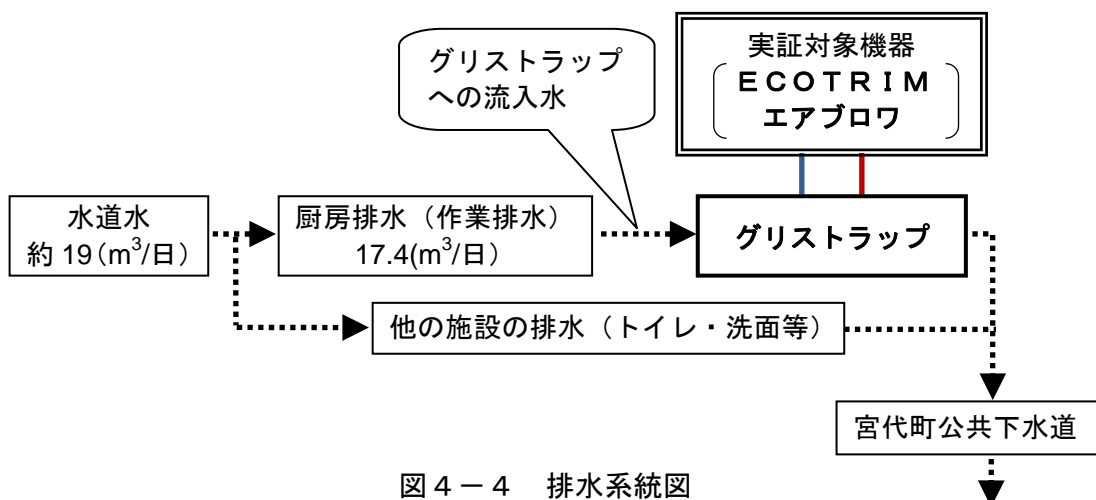 グリストラップ
への流入水
実証対象機器
ＥＣＯＴＲＩＭ
エアブロワ
水道水
約 19（m³/日）
厨房排水（作業排水）
17.4(m³/日）
グリストラップ
他の施設の排水（トイレ・洗面等）
宮代町公共下水道
図４－４　排水系統図